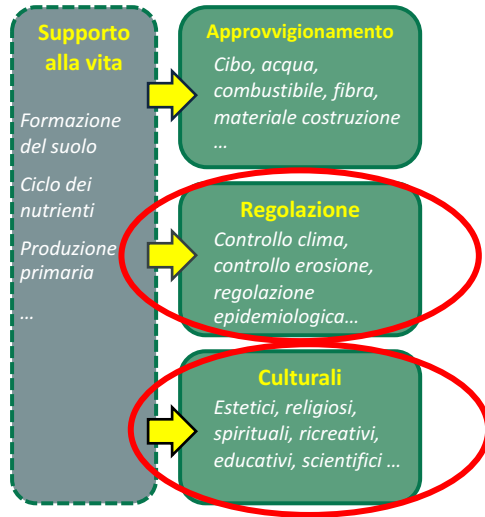 Supporto
alla vita
Formazione
del suolo
Ciclo dei
nutrienti
Produzione
primaria
…
Approvvigionamento
Cibo, acqua,
combustibile, fibra,
materiale costruzione
…
Regolazione
Controllo clima,
controllo erosione,
regolazione
epidemiologica…
Culturali
Estetici, religiosi,
spirituali, ricreativi,
educativi, scientifici …